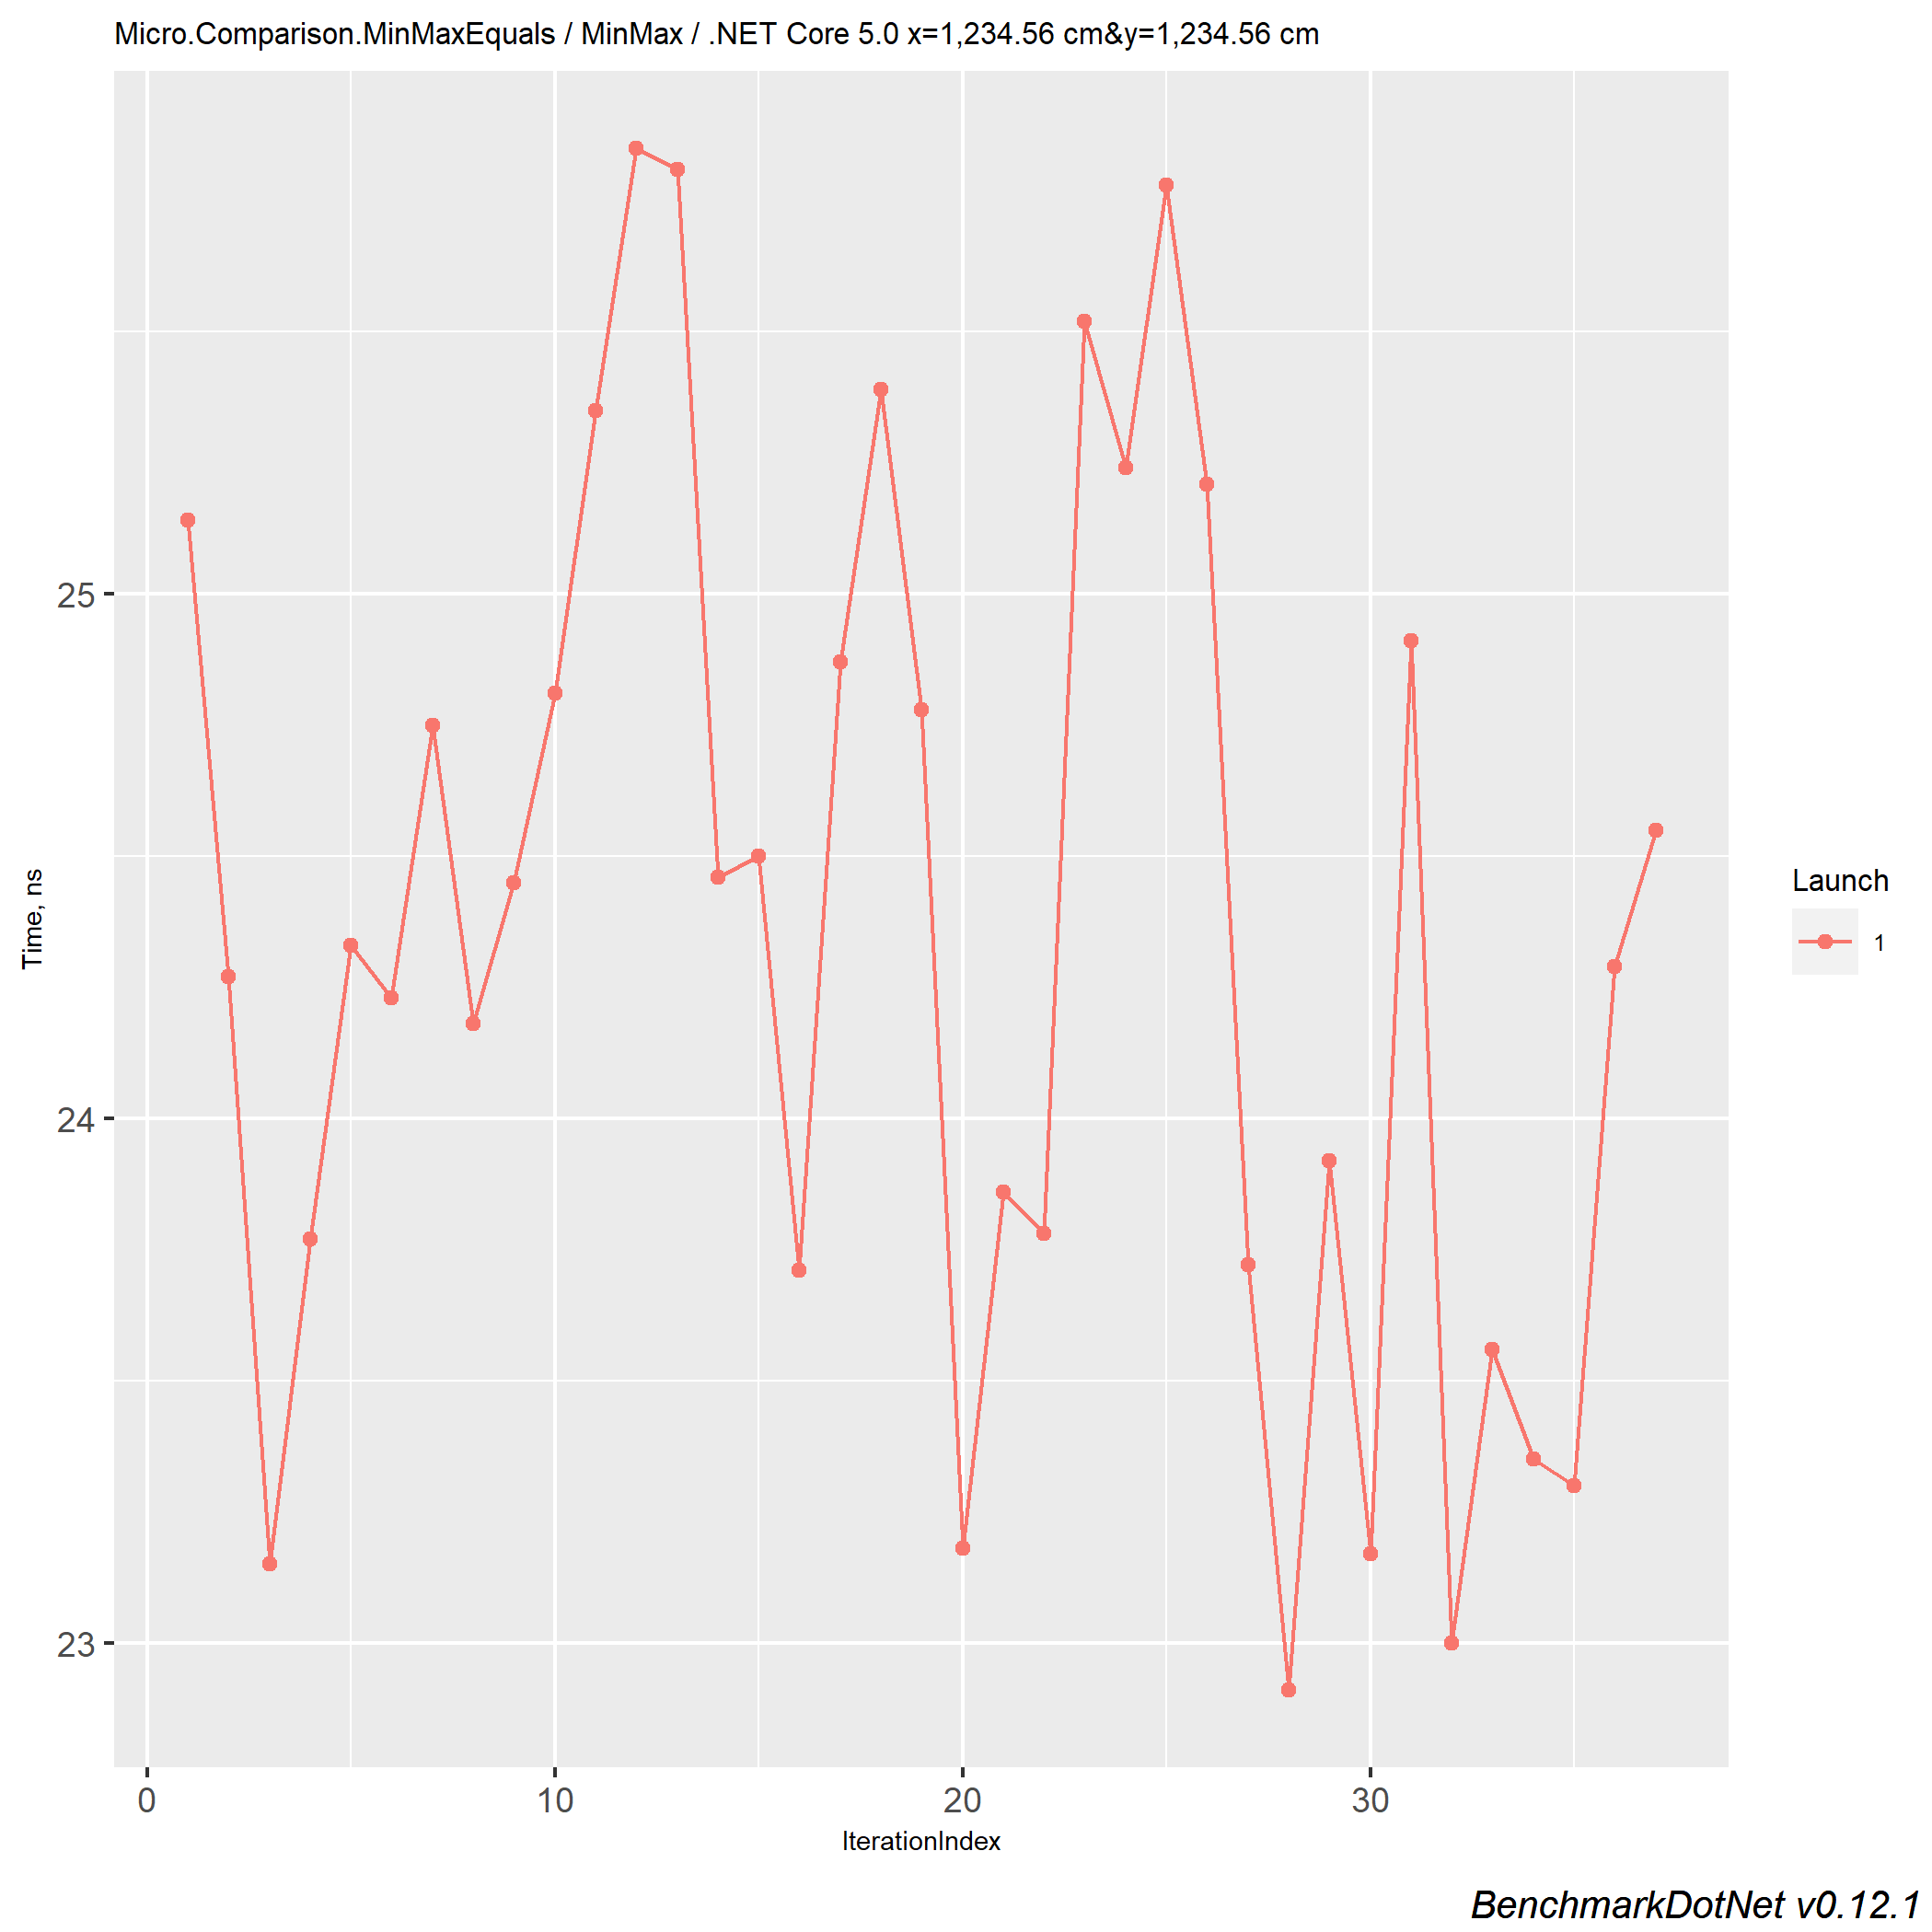 Micro.Comparison.MinMaxEquals / MinMax / .NET Core 5.0 x=1,234.56 cm&y=1,234.56 cm
25
24
23
Time, ns
0 10 20 30
IterationIndex
Launch
1
BenchmarkDotNet v0.12.1